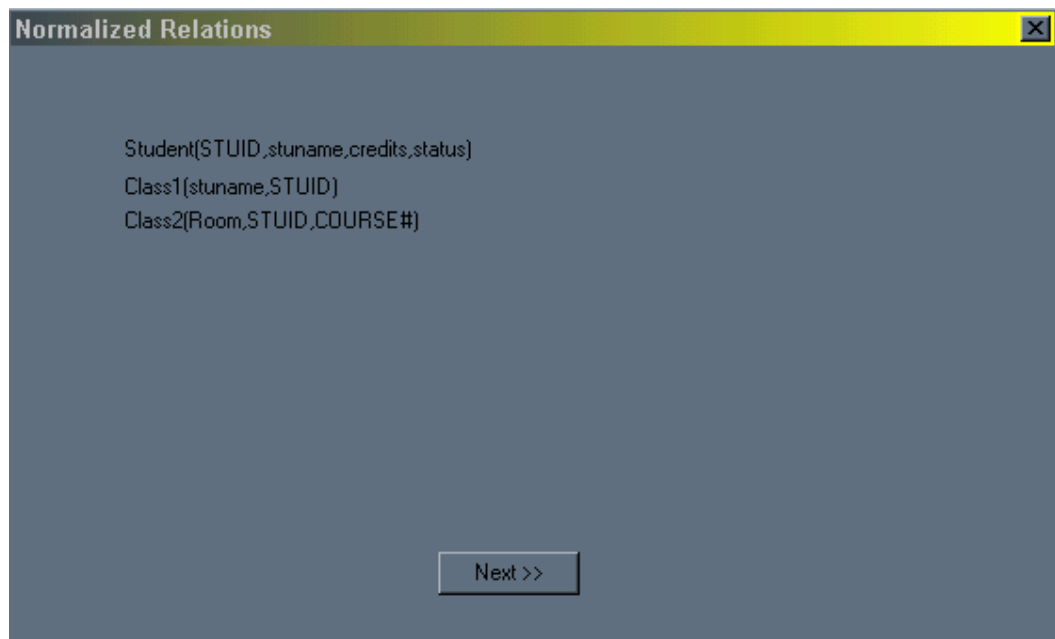 Normalized Relations
Student(STUID,stuname,credits,status)
Class1(stuname,STUID)
Class2(Room,STUID,COURSE#)
Next >>